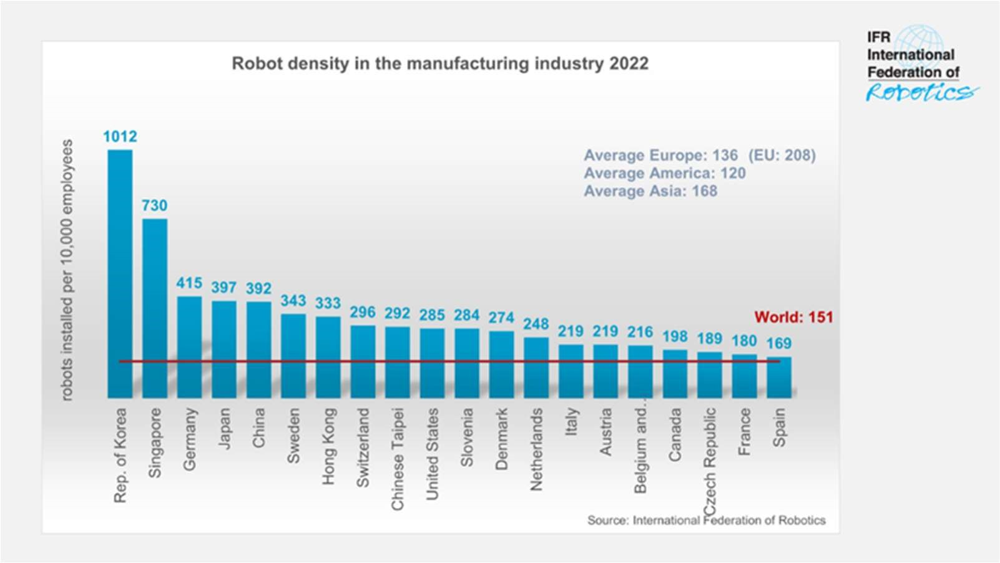 IFR
International
Federation of
Robotics
Robot density in the manufacturing industry 2022
robots installed per 10,000 employees
Average Europe: 136 (EU: 208)
Average America: 120
Average Asia: 168
World: 151
1012
730
415
397
392
343
333
296
292
285
284
274
248
219
219
216
198
189
180
169
Rep. of Korea
Singapore
Germany
Japan
China
Sweden
Hong Kong
Switzerland
Chinese Taipei
United States
Slovenia
Denmark
Netherlands
Italy
Austria
Belgium and...
Canada
Czech Republic
France
Spain
Source: International Federation of Robotics